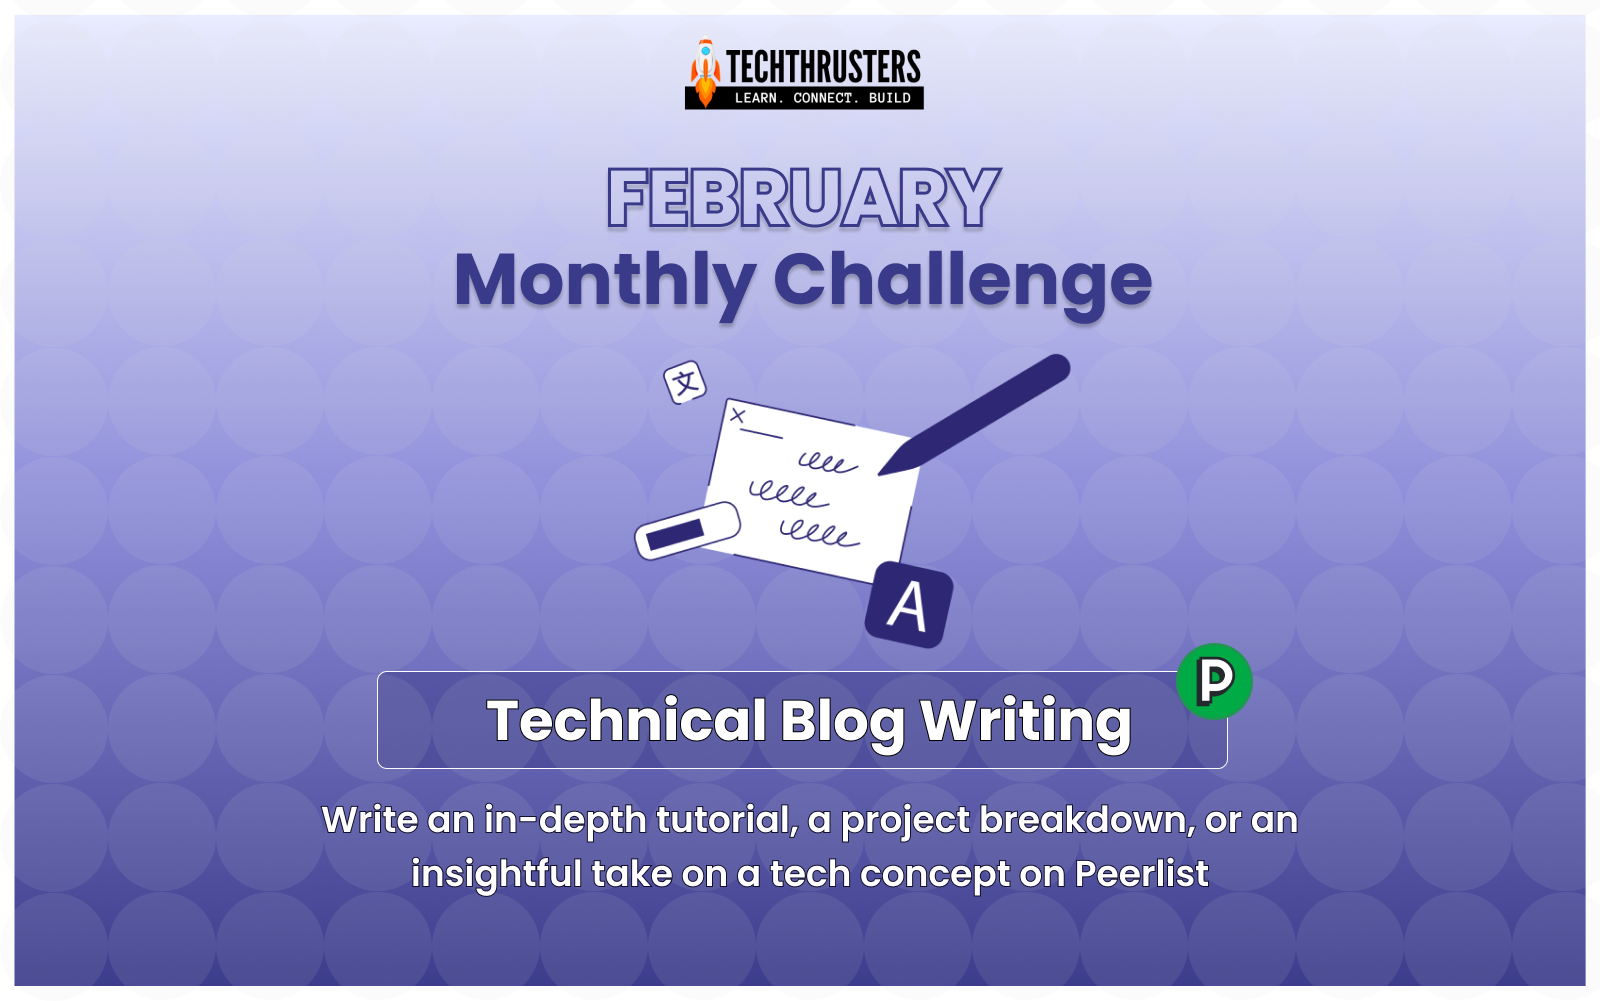 TECHTHRUSTERS
LEARN. CONNECT. BUILD
FEBRUARY
Monthly Challenge
文
A
P
Technical Blog Writing
Write an in-depth tutorial, a project breakdown, or an
insightful take on a tech concept on Peerlist